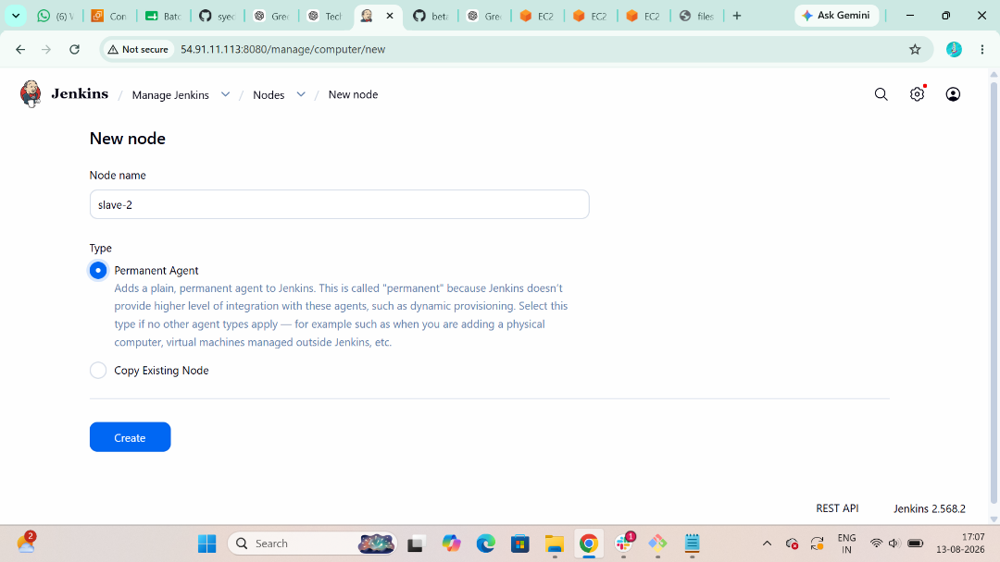 (6) V
Con
Batc
syec
Grec
Tech
beta
Grec
EC2
EC2
EC2
files
Ask Gemini
Not secure
54.91.11.113:8080/manage/computer/new
Jenkins / Manage Jenkins / Nodes / New node
New node
Node name
slave-2
Type
Permanent Agent
Adds a plain, permanent agent to Jenkins. This is called "permanent" because Jenkins doesn't
provide higher level of integration with these agents, such as dynamic provisioning. Select this
type if no other agent types apply — for example such as when you are adding a physical
computer, virtual machines managed outside Jenkins, etc.
Copy Existing Node
Create
REST API
Jenkins 2.568.2
2
Search
1
ENG
IN
17:07
13-08-2026